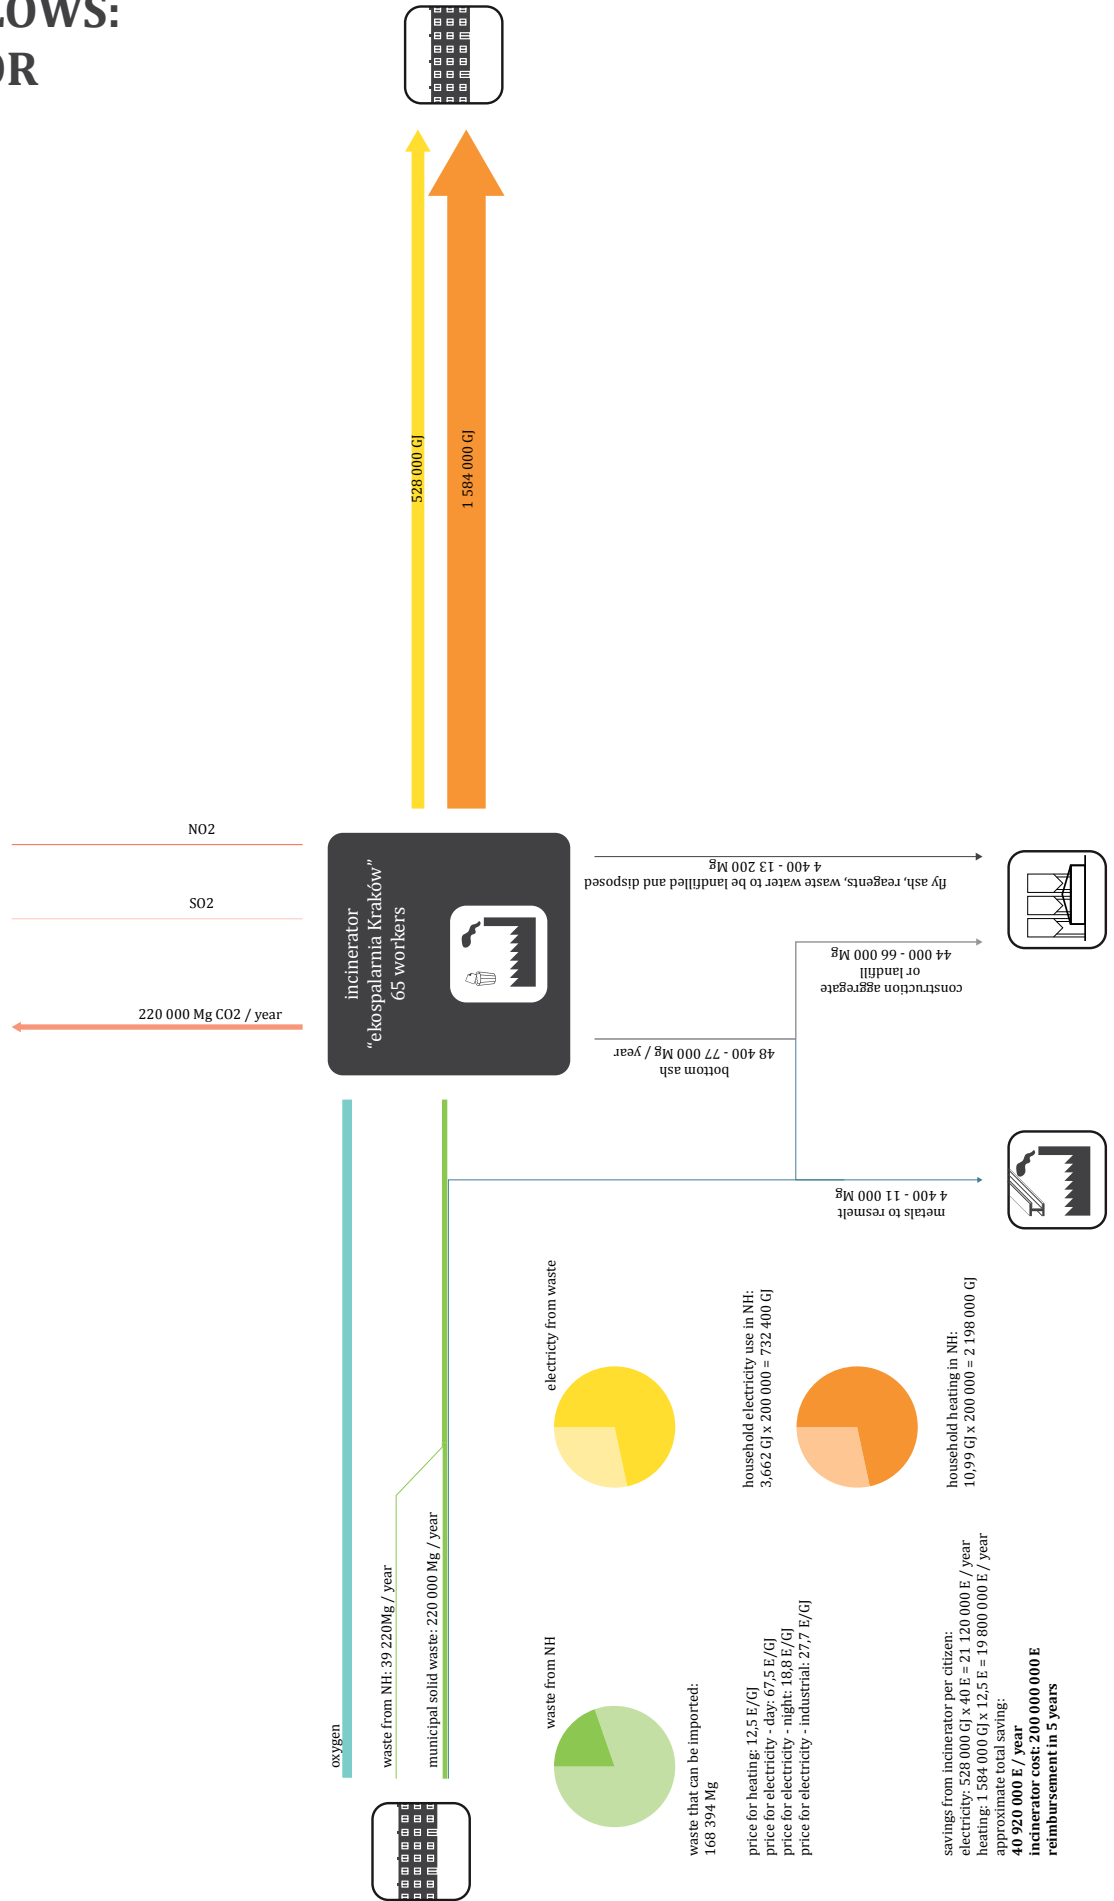 LOWS:
OR
528 000 GJ
1 584 000 GJ
NO2
SO2
220 000 Mg CO2 / year
incinerator
“ekospalarnia Kraków”
65 workers
fly ash, reagents, waste water to be landfilled and disposed
4 400 - 13 200 Mg
construction aggregate
or landfill
44 000 - 66 000 Mg
bottom ash
48 400 - 77 000 Mg / year
metals to resmelt
4 400 - 11 000 Mg
oxygen
waste from NH: 39 220Mg / year
municipal solid waste: 220 000 Mg / year
electricty from waste
household electricity use in NH:
3,662 GJ x 200 000 = 732 400 GJ
household heating in NH:
10,99 GJ x 200 000 = 2 198 000 GJ
waste from NH
waste that can be imported:
168 394 Mg
price for heating: 12,5 E/GJ
price for electricity - day: 67,5 E/GJ
price for electricity - night: 18,8 E/GJ
price for electricity - industrial: 27,7 E/GJ
savings from incinerator per citizen:
electricity: 528 000 GJ x 40 E = 21 120 000 E / year
heating: 1 584 000 GJ x 12,5 E = 19 800 000 E / year
approximate total saving:
40 920 000 E / year
incinerator cost: 200 000 000 E
reimbursement in 5 years